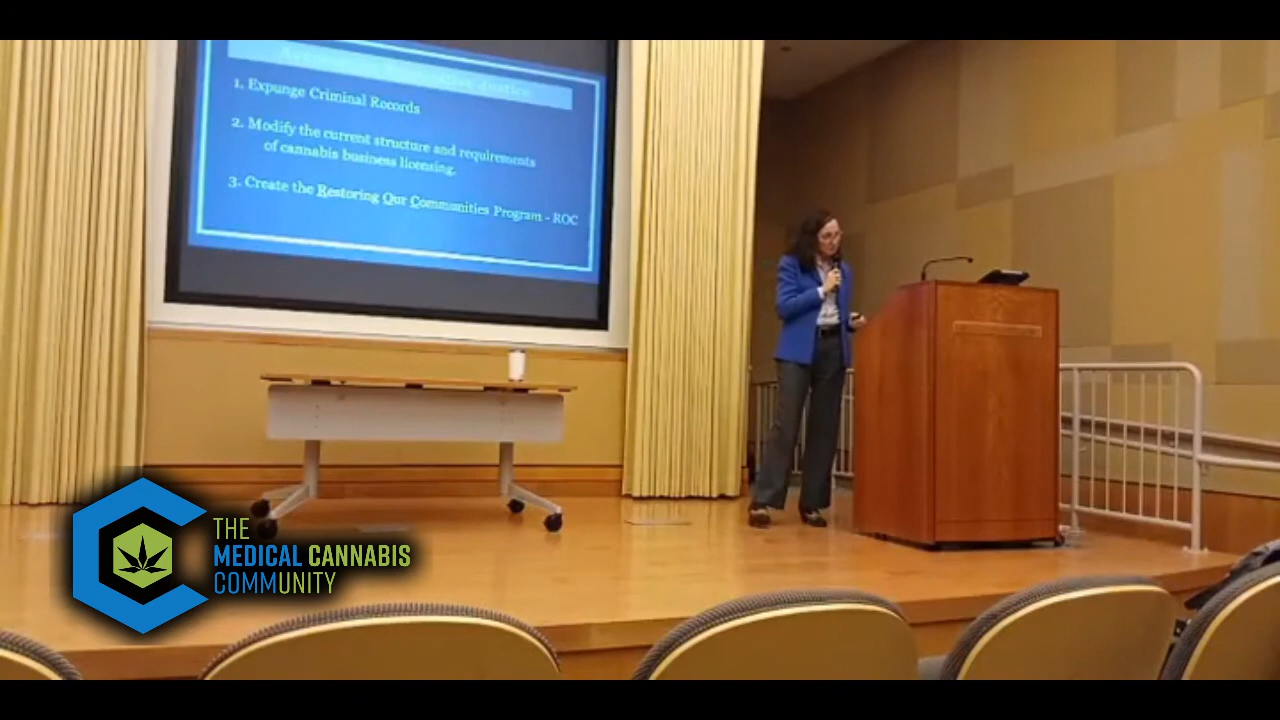 Justice
1. Expunge Criminal Records
2. Modify the current structure and requirements
of cannabis business licensing.
3. Create the Restoring Our Communities Program - ROC
THE
MEDICAL CANNABIS
COMMUNITY